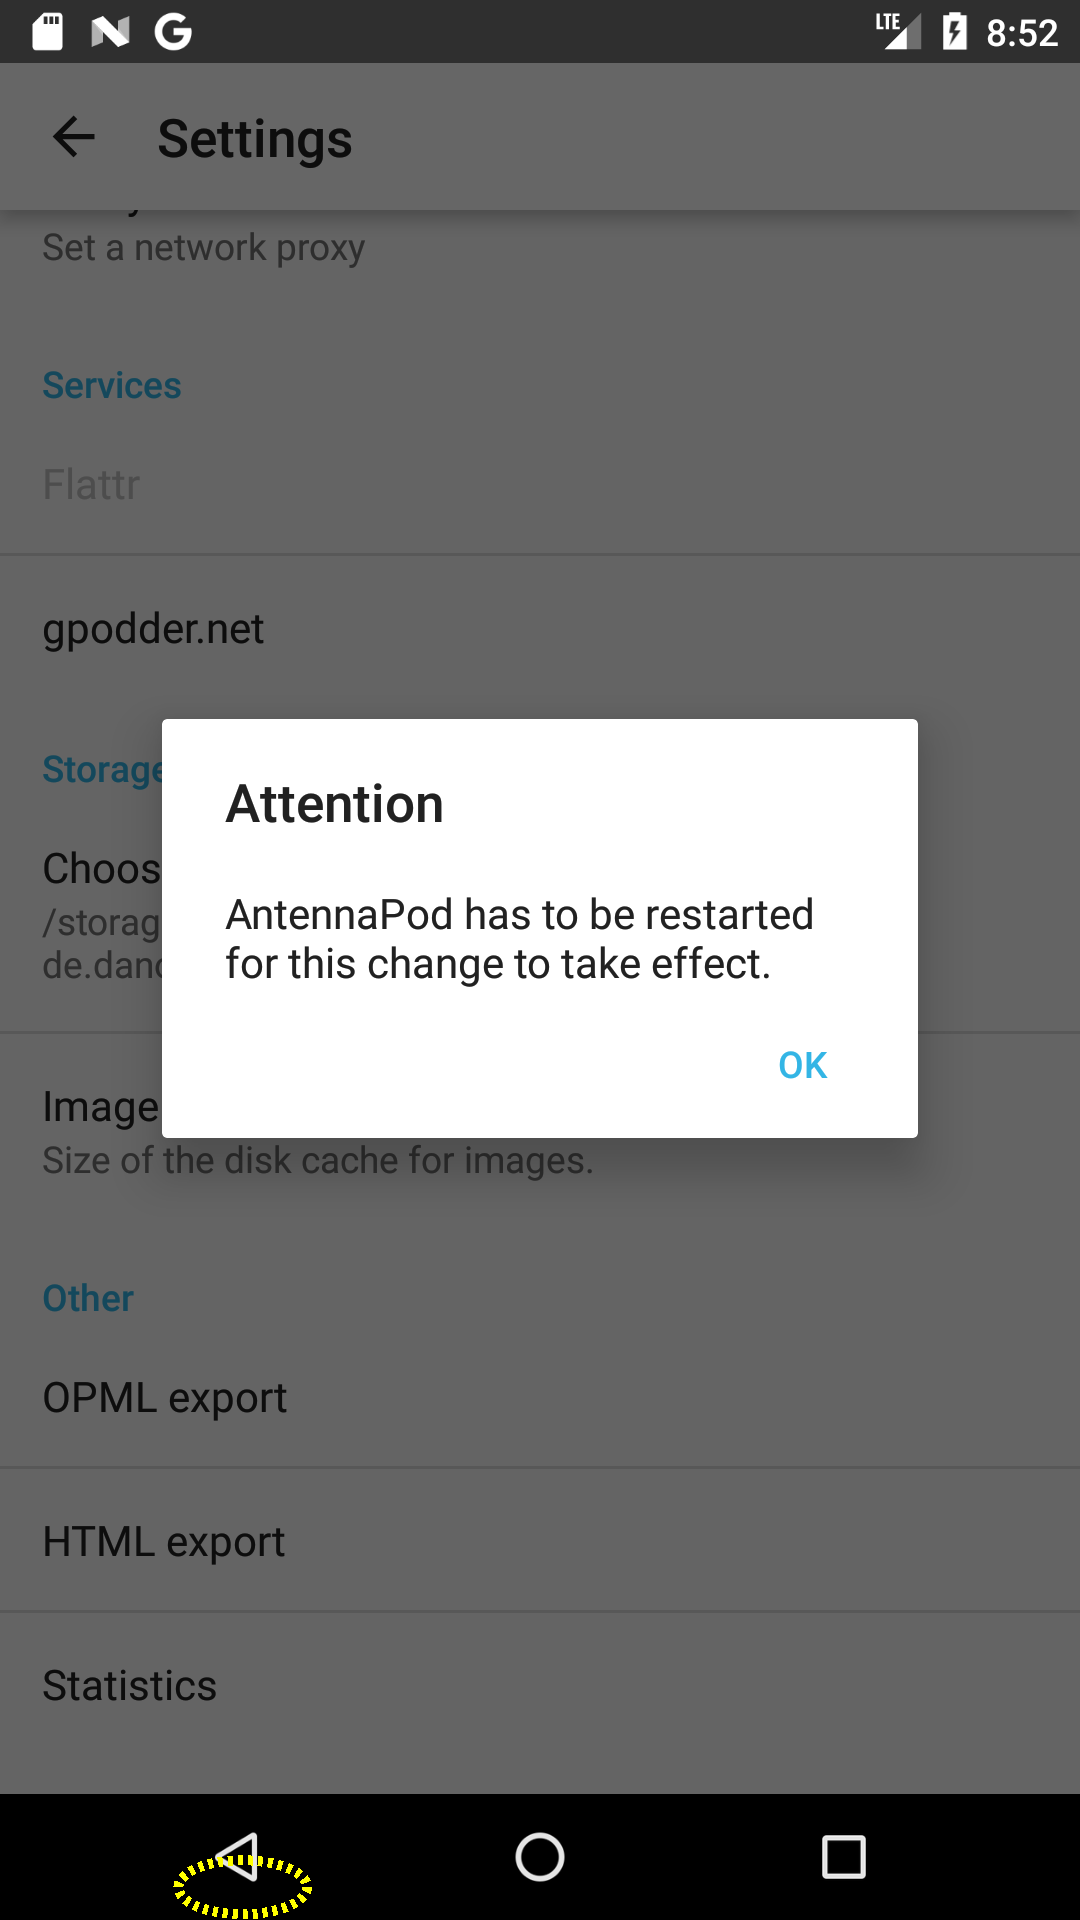 LTE 8:52
Settings
Set a network proxy
Services
Flattr
gpodder.net
Storage
Attention
Choos
/storag
de.dano
AntennaPod has to be restarted
for this change to take effect.
OK
Image
Size of the disk cache for images.
Other
OPML export
HTML export
Statistics